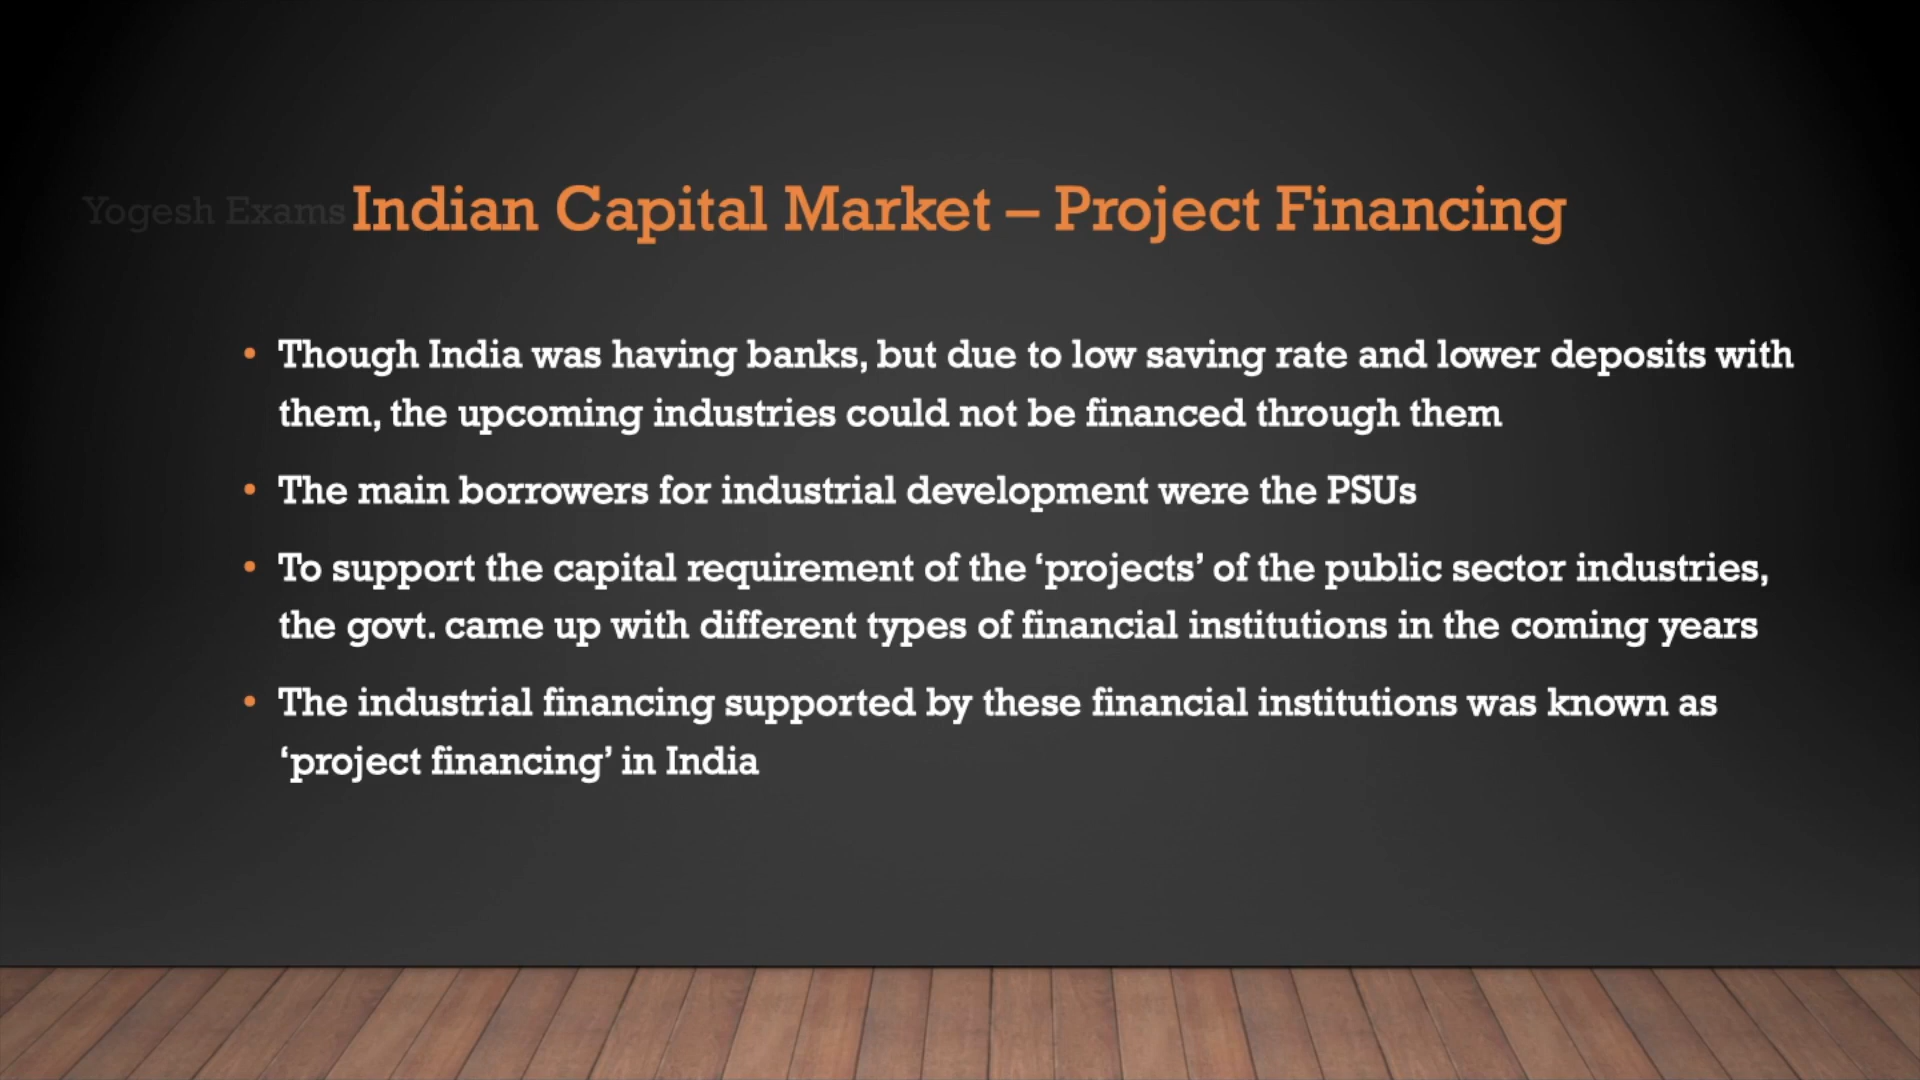 Yogesh Exams
Indian Capital Market – Project Financing
• Though India was having banks, but due to low saving rate and lower deposits with
them, the upcoming industries could not be financed through them
• The main borrowers for industrial development were the PSUs
• To support the capital requirement of the ‘projects’ of the public sector industries,
the govt. came up with different types of financial institutions in the coming years
• The industrial financing supported by these financial institutions was known as
‘project financing’ in India